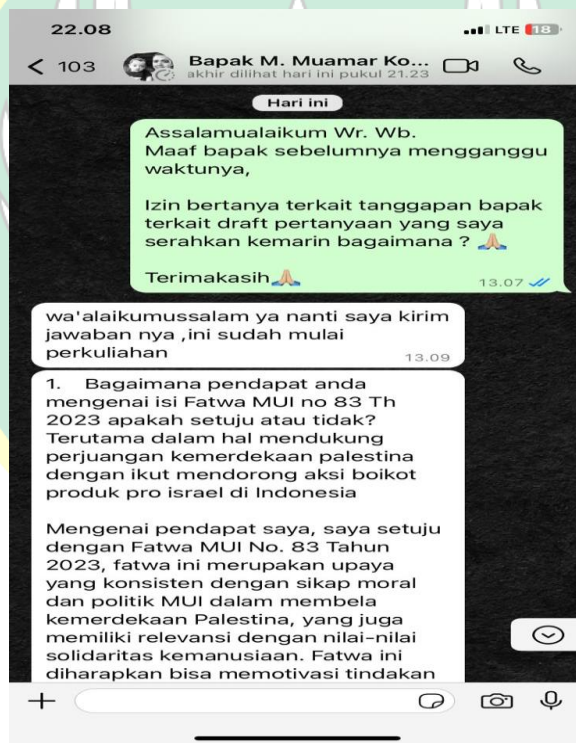 22.08
LTE 18
103
Bapak M. Muamar Ko...
akhir dilihat hari ini pukul 21.23
Hari ini
Assalamualaikum Wr. Wb.
Maaf bapak sebelumnya mengganggu
waktunya,
Izin bertanya terkait tanggapan bapak
terkait draft pertanyaan yang saya
serahkan kemarin bagaimana ? 🙏🏼
Terimakasih🙏🏼
13.07
wa'alaikumussalam ya nanti saya kirim
jawaban nya ,ini sudah mulai
perkuliahan
13.09
1. Bagaimana pendapat anda
mengenai isi Fatwa MUI no 83 Th
2023 apakah setuju atau tidak?
Terutama dalam hal mendukung
perjuangan kemerdekaan palestina
dengan ikut mendorong aksi boikot
produk pro israel di Indonesia
Mengenai pendapat saya, saya setuju
dengan Fatwa MUI No. 83 Tahun
2023, fatwa ini merupakan upaya
yang konsisten dengan sikap moral
dan politik MUI dalam membela
kemerdekaan Palestina, yang juga
memiliki relevansi dengan nilai-nilai
solidaritas kemanusiaan. Fatwa ini
diharapkan bisa memotivasi tindakan